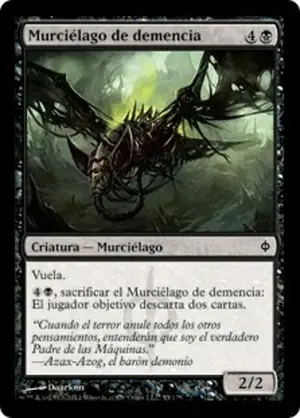 Murciélago de demencia 4
Criatura — Murciélago
Vuela.
4, sacrificar el Murciélago de demencia:
El jugador objetivo descarta dos cartas.
"Cuando el terror anule todos los otros
pensamientos, entenderán que soy el verdadero
Padre de las Máquinas."
—Azax-Azog, el barón demonio
Daarken
2/2